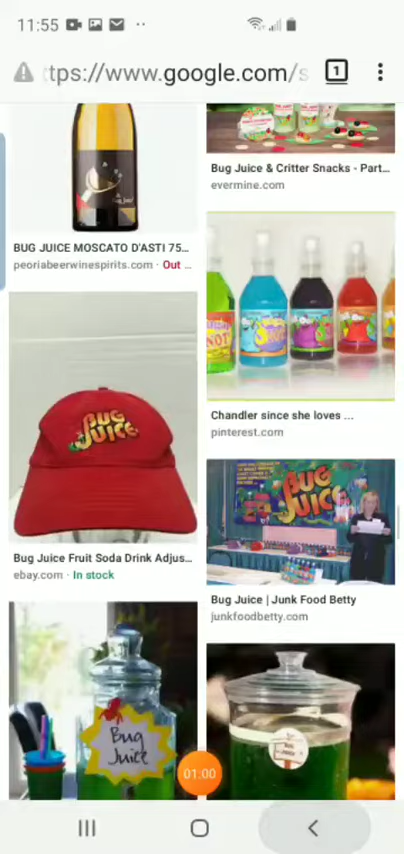 11:55
ttps://www.google.com/s
1
Bug Juice & Critter Snacks - Part...
evermine.com
BUG JUICE MOSCATO D'ASTI 75...
peoriabeerwinespirits.com · Out ...
NOT
Chandler since she loves ...
pinterest.com
BUG
JUICE
Bug Juice Fruit Soda Drink Adjus...
ebay.com · In stock
BUG
JUICE
Bug Juice | Junk Food Betty
junkfoodbetty.com
Bug
Juice
01:00